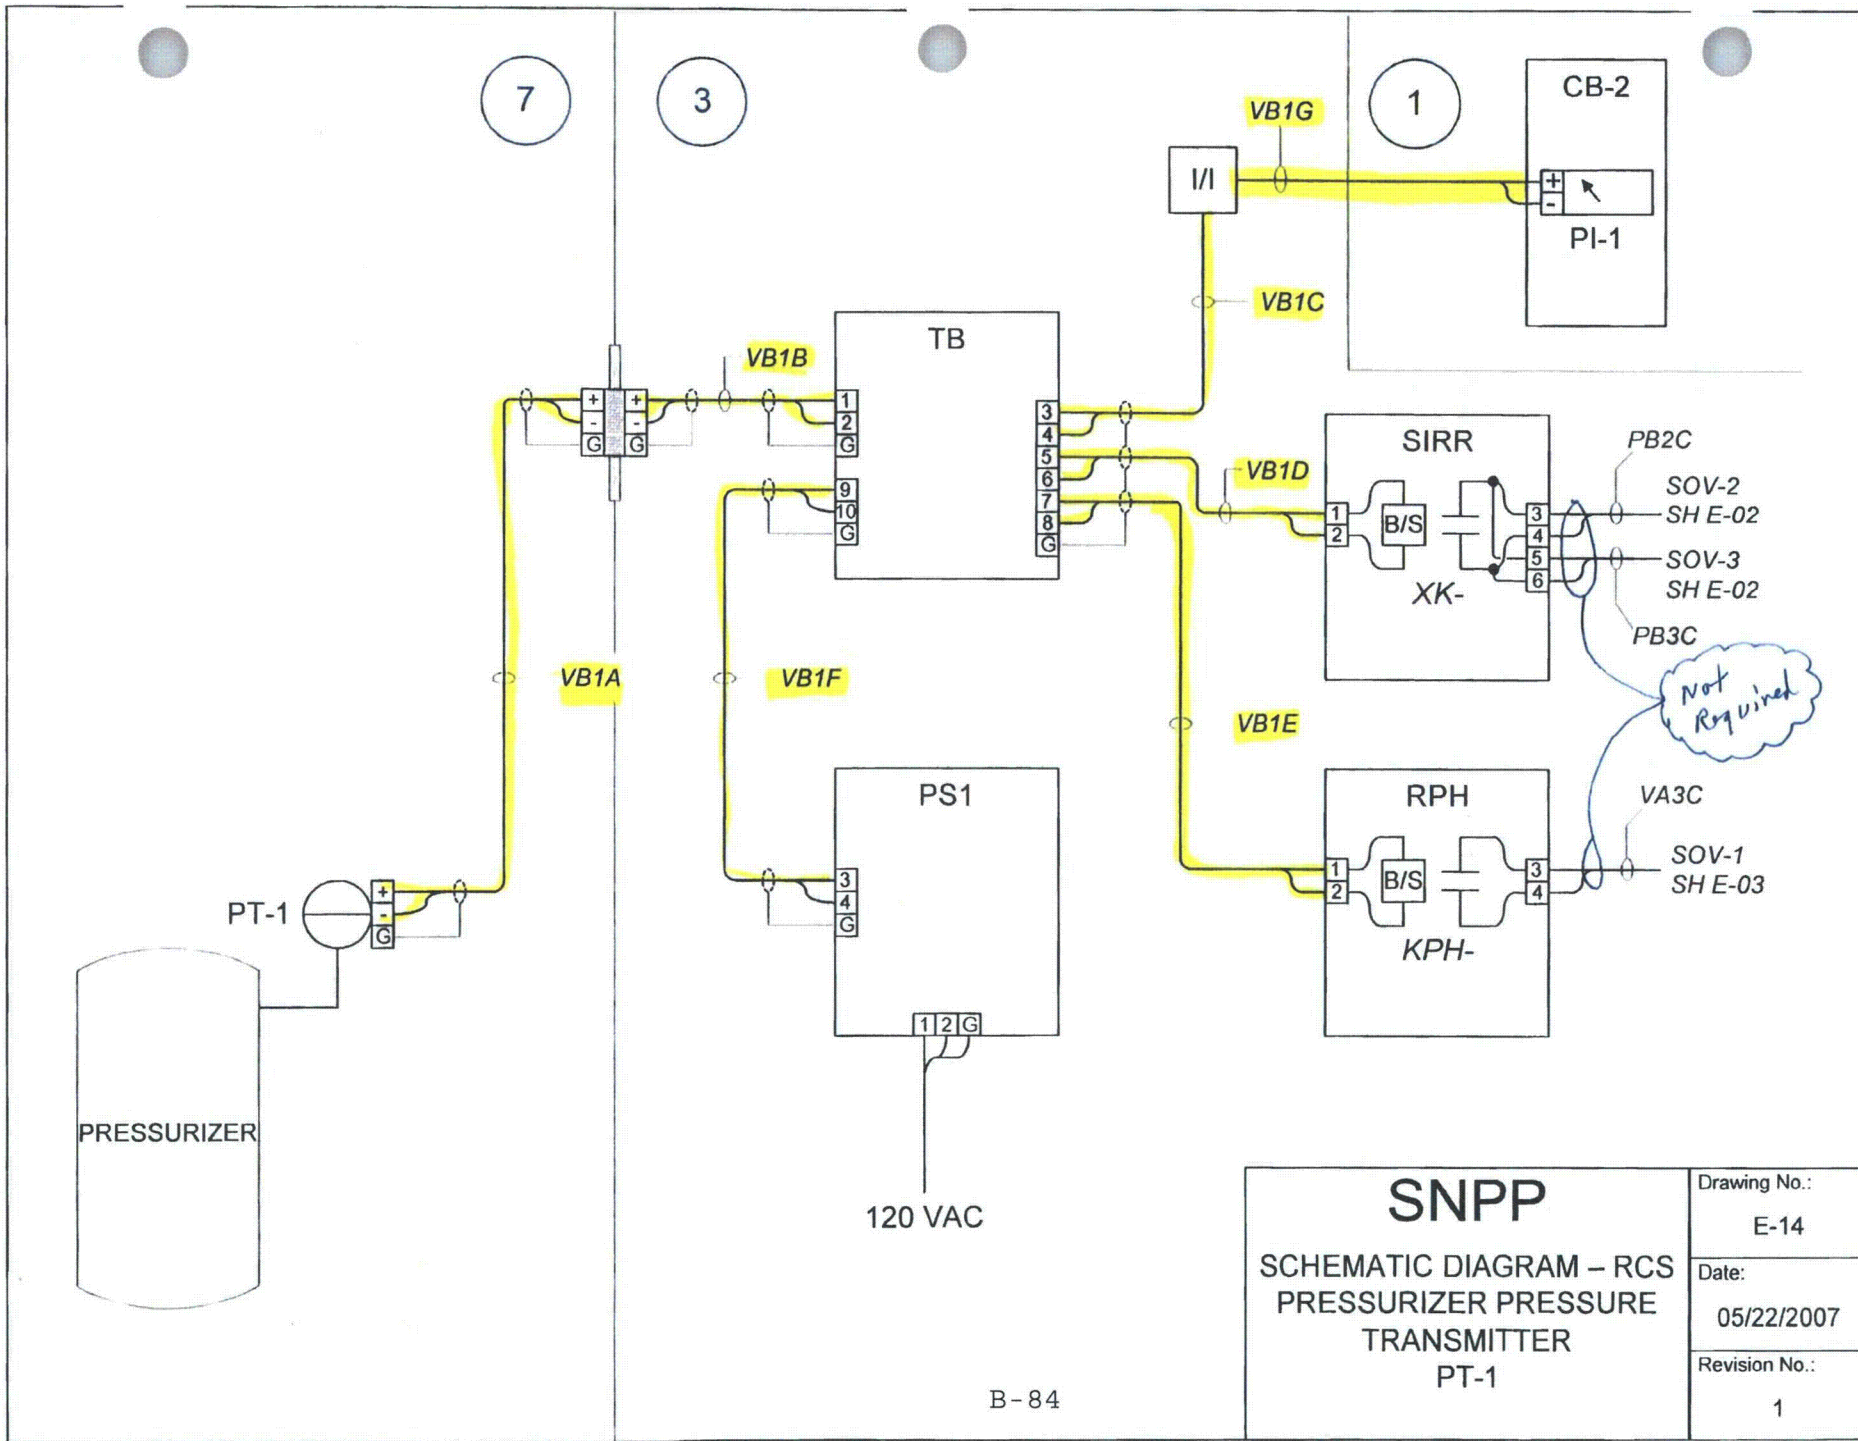 7
3
1
CB-2
VB1G
I/I
+
-
PI-1
VB1C
TB
VB1B
+
-
G
+
-
G
1
2
G
9
10
G
3
4
5
6
7
8
G
VB1D
SIRR
1
2
B/S
XK-
3
4
5
6
PB2C
SOV-2
SH E-02
SOV-3
SH E-02
PB3C
Not
Required
VB1A
VB1F
VB1E
PS1
3
4
G
1 2 G
120 VAC
RPH
1
2
B/S
KPH-
3
4
VA3C
SOV-1
SH E-03
PT-1
+
-
G
PRESSURIZER
SNPP
SCHEMATIC DIAGRAM – RCS
PRESSURIZER PRESSURE
TRANSMITTER
PT-1
Drawing No.:
E-14
Date:
05/22/2007
Revision No.:
1
B-84